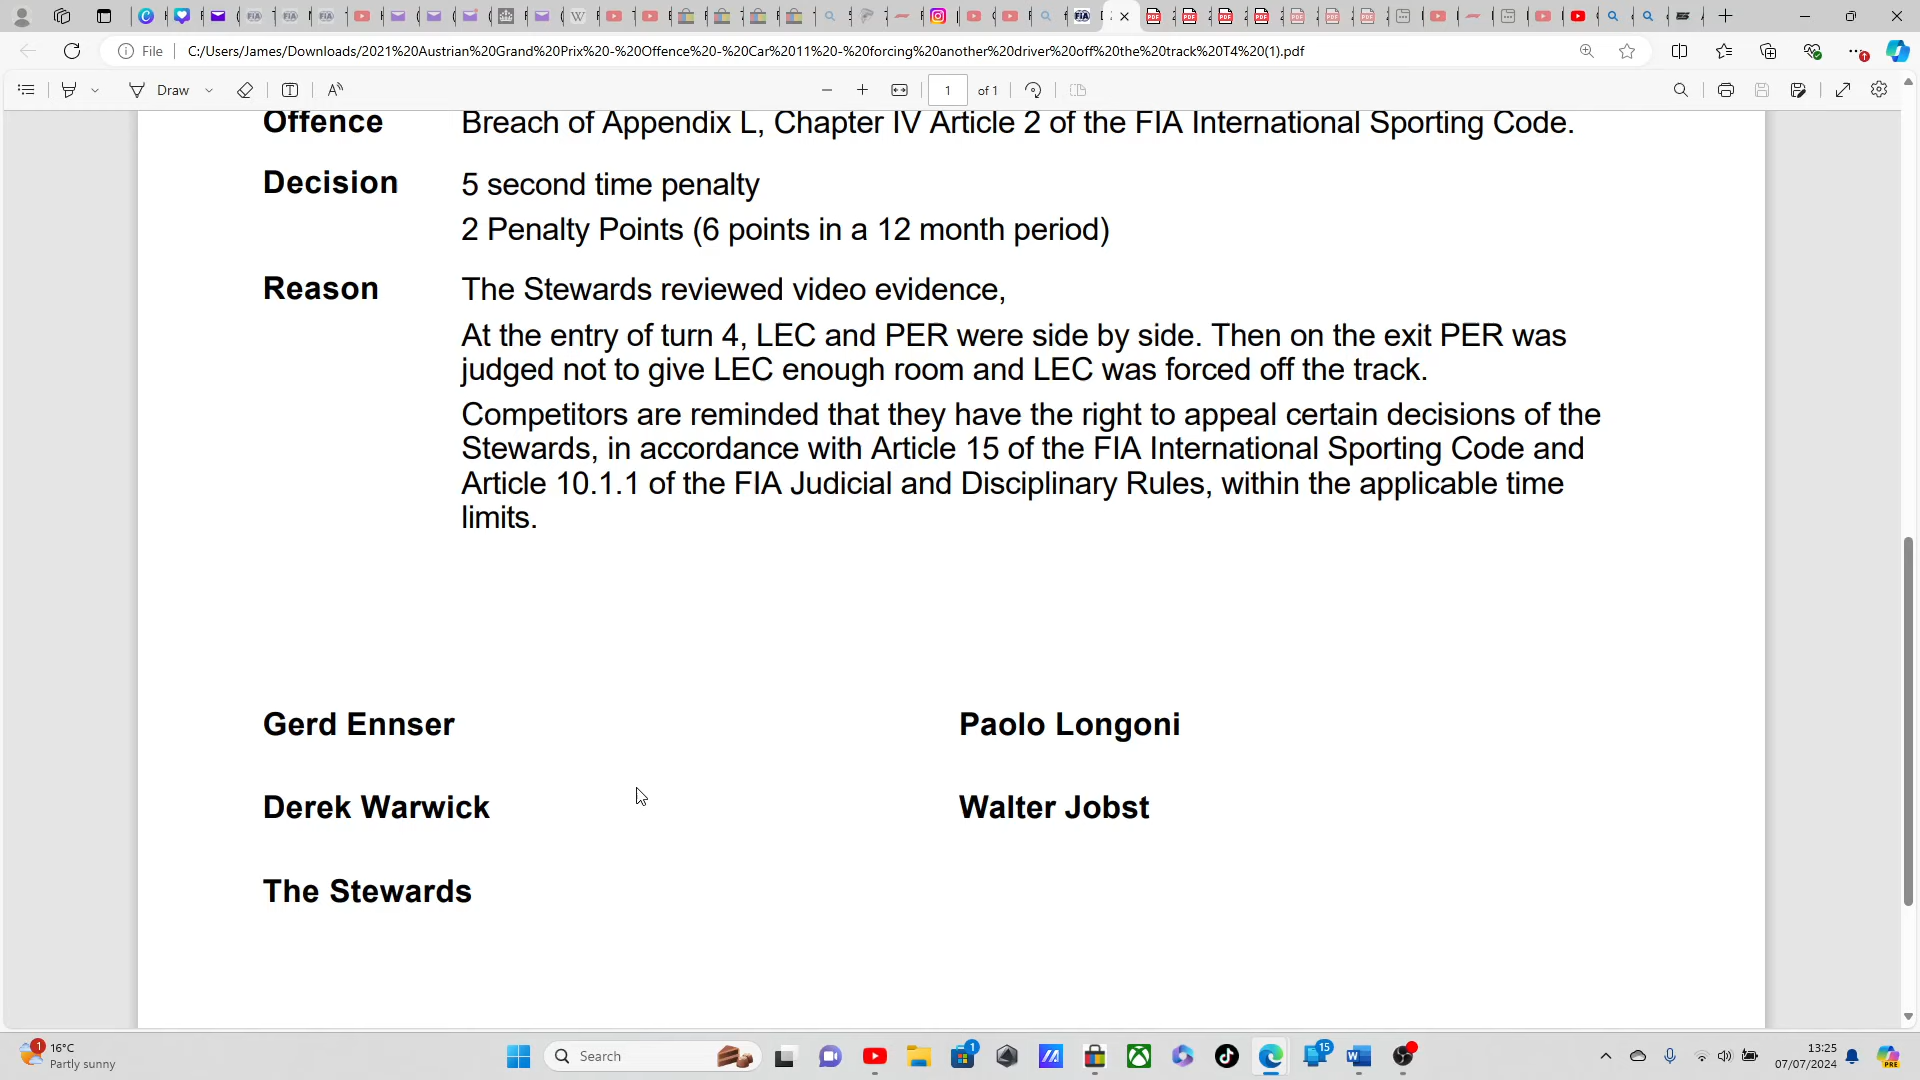 File
C:/Users/James/Downloads/2021%20Austrian%20Grand%20Prix%20-%20Offence%20-%20Car%2011%20-%20forcing%20another%20driver%20off%20the%20track%20T4%20(1).pdf
Draw
1 of 1
Offence Breach of Appendix L, Chapter IV Article 2 of the FIA International Sporting Code.
Decision 5 second time penalty
2 Penalty Points (6 points in a 12 month period)
Reason The Stewards reviewed video evidence,
At the entry of turn 4, LEC and PER were side by side. Then on the exit PER was
judged not to give LEC enough room and LEC was forced off the track.
Competitors are reminded that they have the right to appeal certain decisions of the
Stewards, in accordance with Article 15 of the FIA International Sporting Code and
Article 10.1.1 of the FIA Judicial and Disciplinary Rules, within the applicable time
limits.
Gerd Ennser Paolo Longoni
Derek Warwick Walter Jobst
The Stewards
1 16°C
Partly sunny
Search
1
15
13:25
07/07/2024